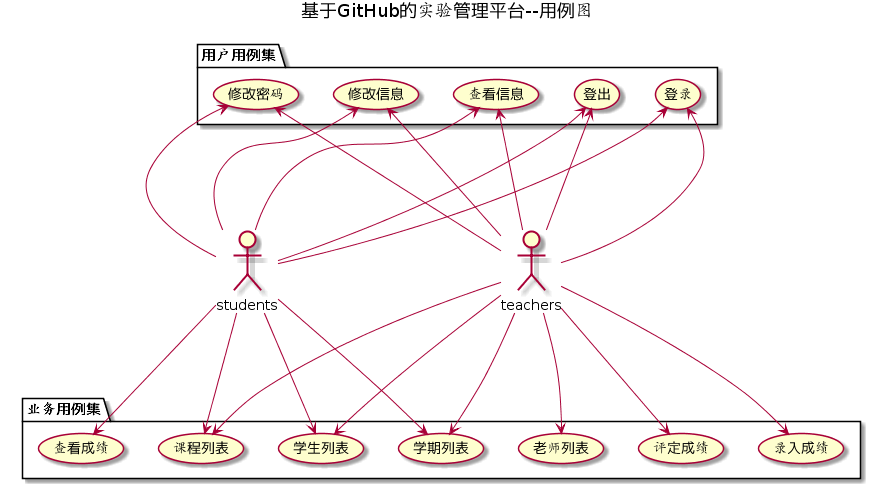 基于GitHub的实验管理平台--用例图
用户用例集
修改密码 修改信息 查看信息 登出 登录
students teachers
业务用例集
查看成绩 课程列表 学生列表 学期列表 老师列表 评定成绩 录入成绩